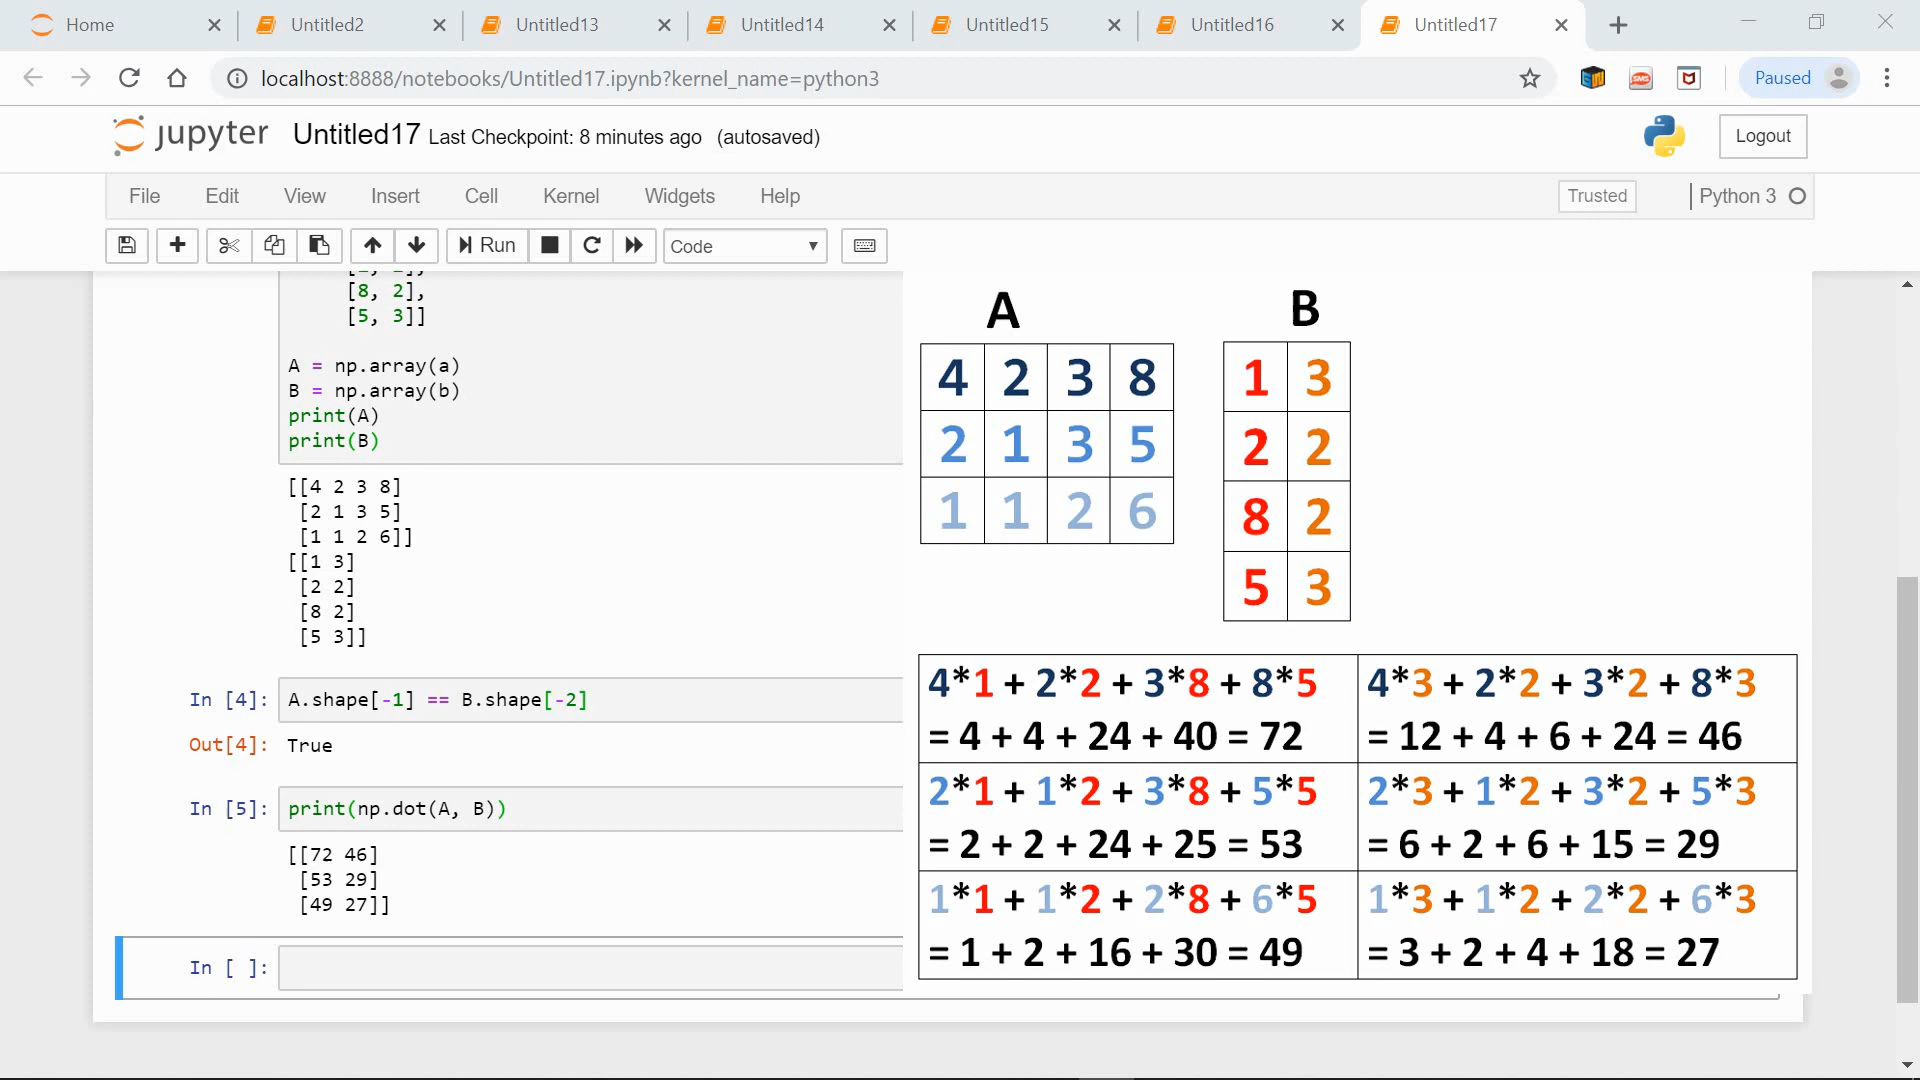 Home
Untitled2
Untitled13
Untitled14
Untitled15
Untitled16
Untitled17
localhost:8888/notebooks/Untitled17.ipynb?kernel_name=python3
SMS
Paused
jupyter Untitled17 Last Checkpoint: 8 minutes ago (autosaved)
Logout
File Edit View Insert Cell Kernel Widgets Help
Trusted
Python 3
Run
Code
[8, 2],
[5, 3]]
A = np.array(a)
B = np.array(b)
print(A)
print(B)
[[4 2 3 8]
[2 1 3 5]
[1 1 2 6]]
[[1 3]
[2 2]
[8 2]
[5 3]]
In [4]: A.shape[-1] == B.shape[-2]
Out[4]: True
In [5]: print(np.dot(A, B))
[[72 46]
[53 29]
[49 27]]
In [ ]:
A
4 2 3 8
2 1 3 5
1 1 2 6
B
1 3
2 2
8 2
5 3
4*1 + 2*2 + 3*8 + 8*5
= 4 + 4 + 24 + 40 = 72
4*3 + 2*2 + 3*2 + 8*3
= 12 + 4 + 6 + 24 = 46
2*1 + 1*2 + 3*8 + 5*5
= 2 + 2 + 24 + 25 = 53
2*3 + 1*2 + 3*2 + 5*3
= 6 + 2 + 6 + 15 = 29
1*1 + 1*2 + 2*8 + 6*5
= 1 + 2 + 16 + 30 = 49
1*3 + 1*2 + 2*2 + 6*3
= 3 + 2 + 4 + 18 = 27